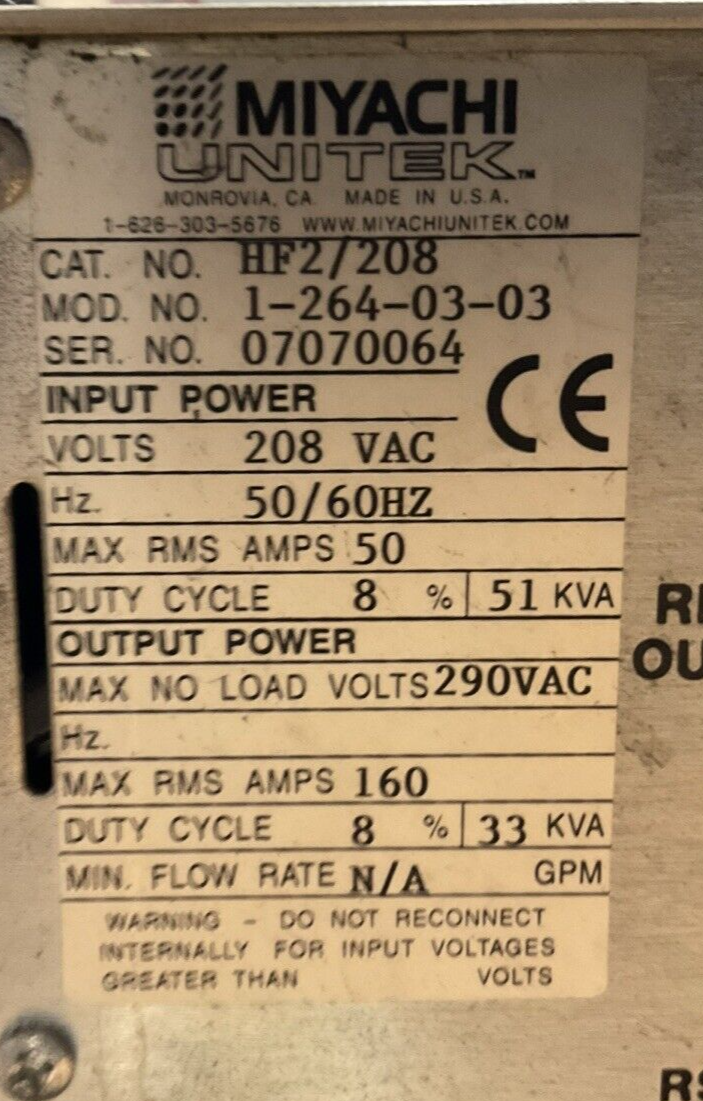 MIYACHI
UNITEK™
MONROVIA, CA MADE IN U.S.A.
1-626-303-5676 WWW.MIYACHIUNITEK.COM
CAT. NO. HF2/208
MOD. NO. 1-264-03-03
SER. NO. 07070064
CE
INPUT POWER
VOLTS 208 VAC
Hz. 50/60HZ
MAX RMS AMPS 50
DUTY CYCLE 8 % 51 KVA
OUTPUT POWER
MAX NO LOAD VOLTS 290VAC
Hz.
MAX RMS AMPS 160
DUTY CYCLE 8 % 33 KVA
MIN. FLOW RATE N/A GPM
WARNING - DO NOT RECONNECT
INTERNALLY FOR INPUT VOLTAGES
GREATER THAN VOLTS
OU
RS